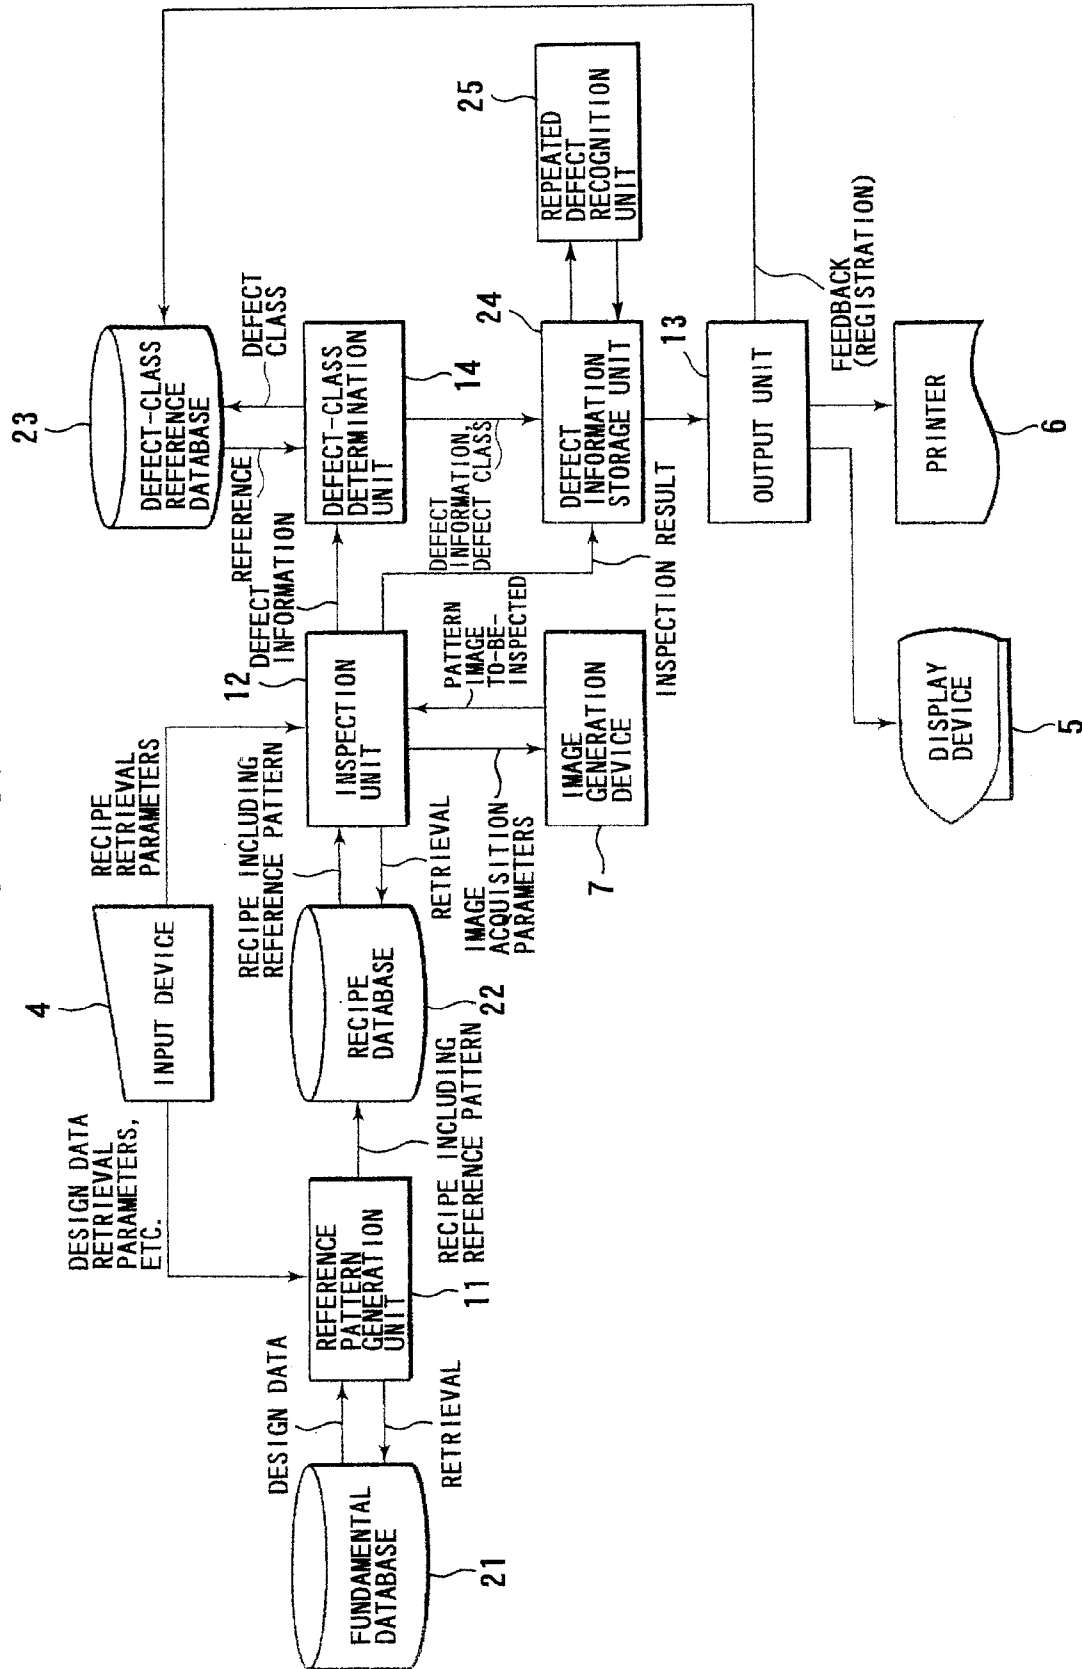 23
DEFECT-CLASS
REFERENCE
DATABASE
DEFECT
CLASS
REFERENCE
DEFECT
INFORMATION
25
REPEATED
DEFECT
RECOGNITION
UNIT
DEFECT-CLASS
DETERMINATION
UNIT
14
DEFECT
INFORMATION,
DEFECT CLASS
24
DEFECT
INFORMATION
STORAGE UNIT
INSPECTION RESULT
13
OUTPUT UNIT
FEEDBACK
(REGISTRATION)
PRINTER
6
DISPLAY
DEVICE
5
4
INPUT DEVICE
RECIPE
RETRIEVAL
PARAMETERS
DESIGN DATA
RETRIEVAL
PARAMETERS,
ETC.
12
INSPECTION
UNIT
PATTERN
IMAGE
TO-BE-
INSPECTED
RECIPE INCLUDING
REFERENCE PATTERN
RETRIEVAL
IMAGE
ACQUISITION
PARAMETERS
IMAGE
GENERATION
DEVICE
7
RECIPE
DATABASE
22
RECIPE INCLUDING
REFERENCE PATTERN
REFERENCE
PATTERN
GENERATION
UNIT
11
DESIGN DATA
RETRIEVAL
FUNDAMENTAL
DATABASE
21